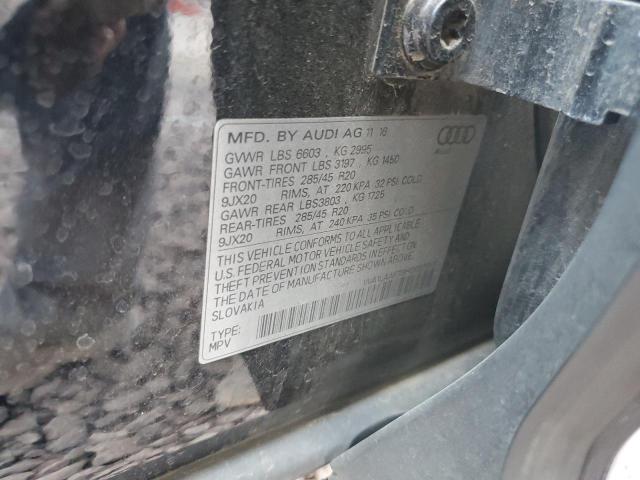 MFD. BY AUDI AG 11 16
GVWR LBS 6603 , KG 2995
GAWR FRONT LBS 3197 , KG 1450
FRONT-TIRES 285/45 R20
9JX20 RIMS, AT 220 KPA 32 PSI COLD
GAWR REAR LBS3803 , KG 1725
REAR-TIRES 285/45 R20
9JX20 RIMS, AT 240 KPA 35 PSI COLD
THIS VEHICLE CONFORMS TO ALL APPLICABLE
U.S. FEDERAL MOTOR VEHICLE SAFETY AND
THEFT PREVENTION STANDARDS IN EFFECT ON
THE DATE OF MANUFACTURE SHOWN ABOVE.
SLOVAKIA
TYPE:
MPV